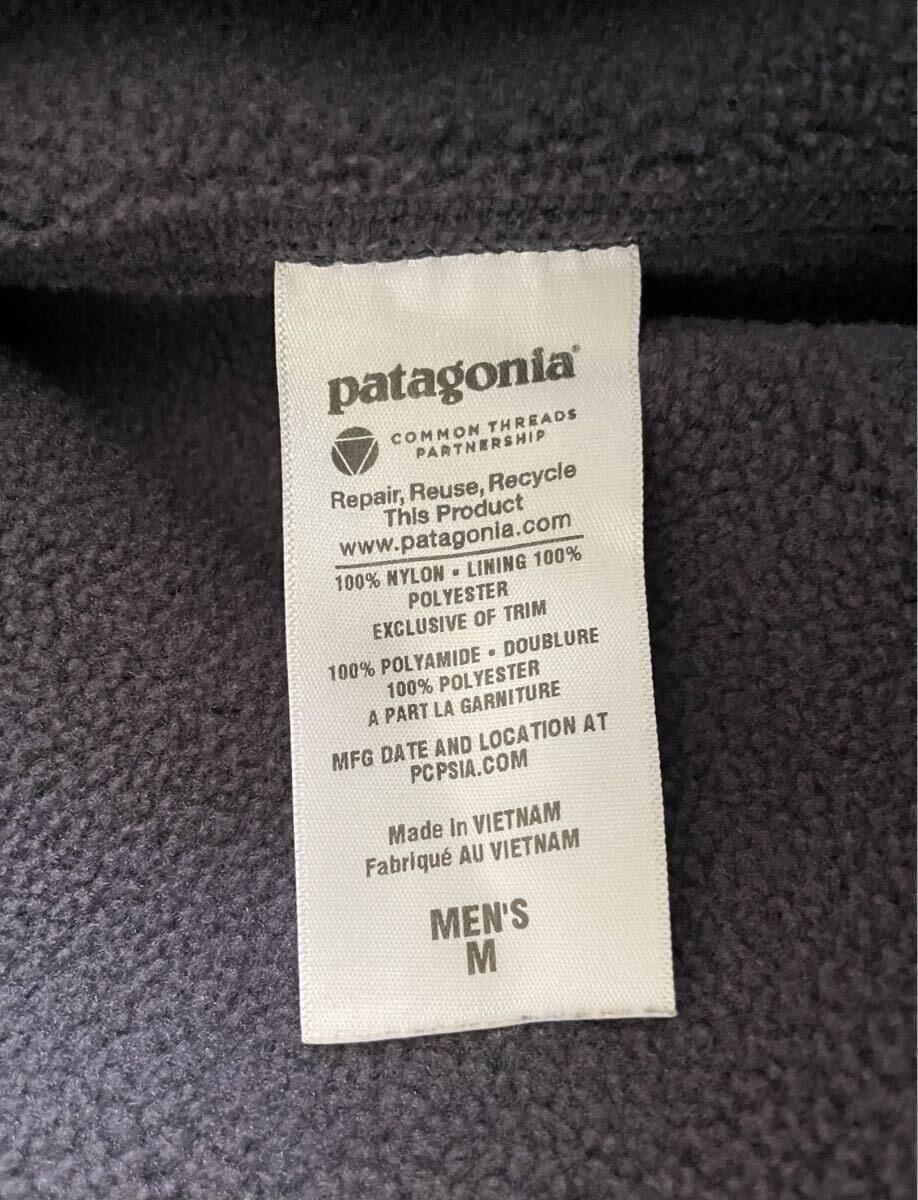 patagonia®
COMMON THREADS
PARTNERSHIP
Repair, Reuse, Recycle
This Product
www.patagonia.com
100% NYLON • LINING 100%
POLYESTER
EXCLUSIVE OF TRIM
100% POLYAMIDE • DOUBLURE
100% POLYESTER
A PART LA GARNITURE
MFG DATE AND LOCATION AT
PCPSIA.COM
Made In VIETNAM
Fabriqué AU VIETNAM
MEN'S
M